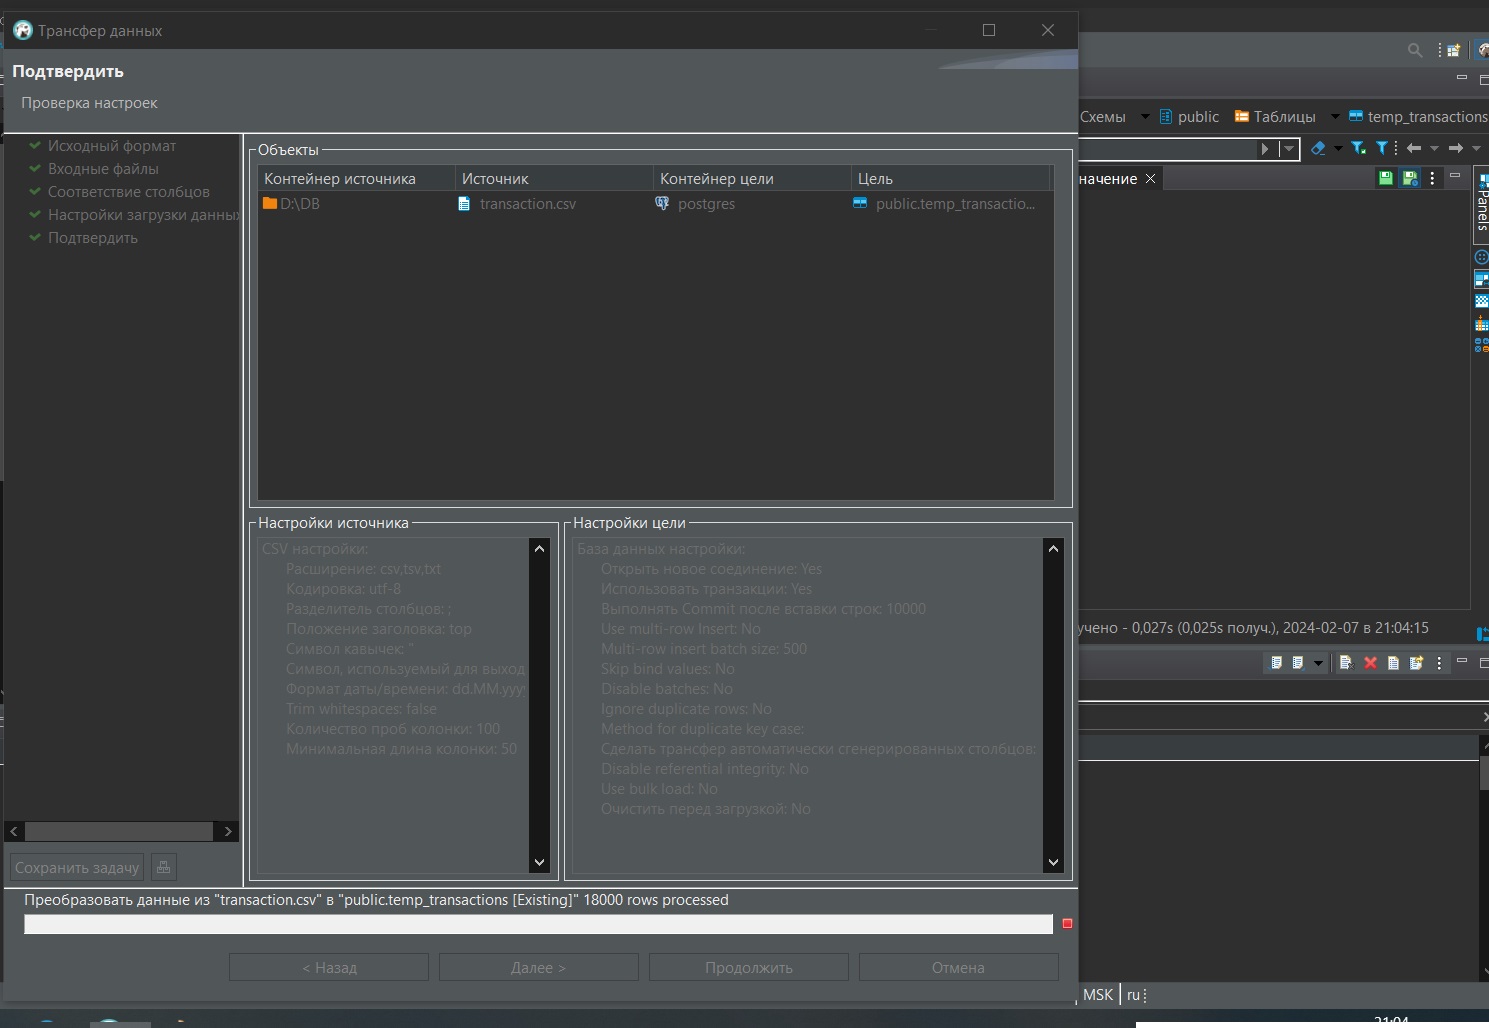 Трансфер данных
Подтвердить
Проверка настроек
Исходный формат
Входные файлы
Соответствие столбцов
Настройки загрузки данных
Подтвердить
Объекты
Контейнер источника Источник Контейнер цели Цель
D:\DB transaction.csv postgres public.temp_transactio...
Настройки источника
CSV настройки:
Расширение: csv,tsv,txt
Кодировка: utf-8
Разделитель столбцов: ;
Положение заголовка: top
Символ кавычек: "
Символ, используемый для выход
Формат даты/времени: dd.MM.yyy
Trim whitespaces: false
Количество проб колонки: 100
Минимальная длина колонки: 50
Настройки цели
База данных настройки:
Открыть новое соединение: Yes
Использовать транзакции: Yes
Выполнять Commit после вставки строк: 10000
Use multi-row Insert: No
Multi-row insert batch size: 500
Skip bind values: No
Disable batches: No
Ignore duplicate rows: No
Method for duplicate key case:
Сделать трансфер автоматически сгенерированных столбцов:
Disable referential integrity: No
Use bulk load: No
Очистить перед загрузкой: No
Сохранить задачу
Преобразовать данные из "transaction.csv" в "public.temp_transactions [Existing]" 18000 rows processed
< Назад Далее > Продолжить Отмена
Схемы public Таблицы temp_transactions
начение
Panels
учено - 0,027s (0,025s получ.), 2024-02-07 в 21:04:15
MSK ru
21:04